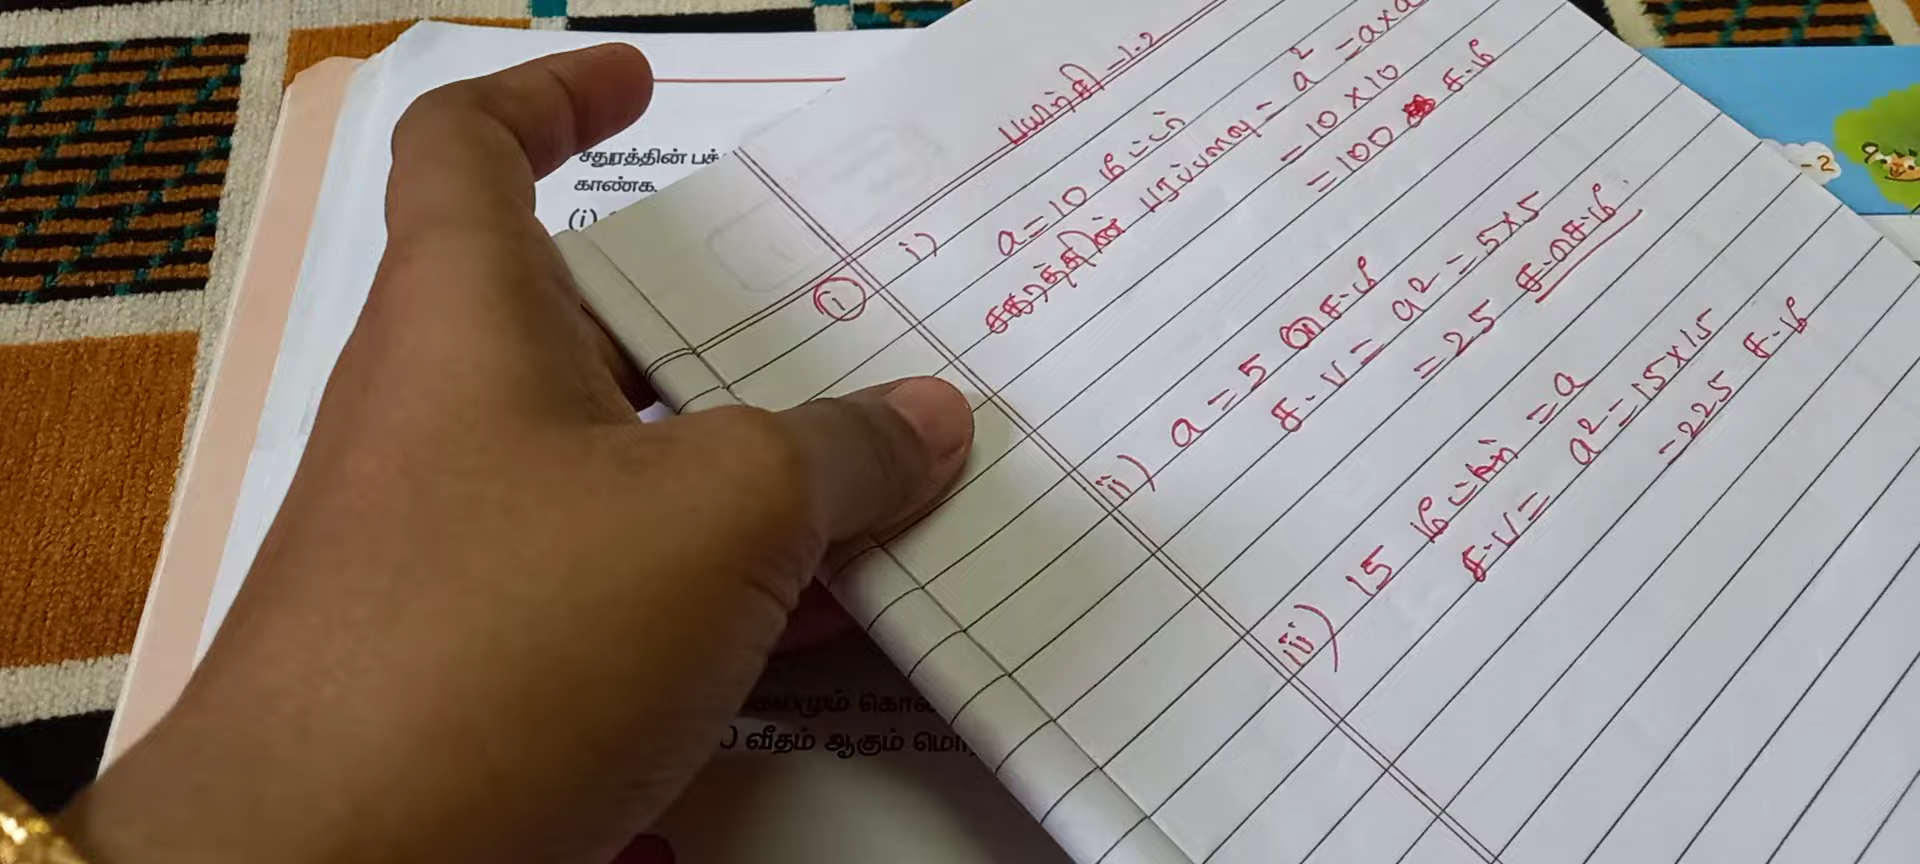 சதுரத்தின்
காண்க.
(i)
பயிற்சி - 1.2
① i) a = 10 மீட்டர்
சதுரத்தின் பரப்பளவு = a² = a × a
= 10 × 10
= 100 ச.மீ
ii) a = 5 செ.மீ
ச.ப = a² = 5×5
= 25 ச.செ.மீ
iii) 15 மீட்டர் = a
ச.ப = a² = 15×15
- 225 ச.மீ
வீதம் ஆகும்
-2